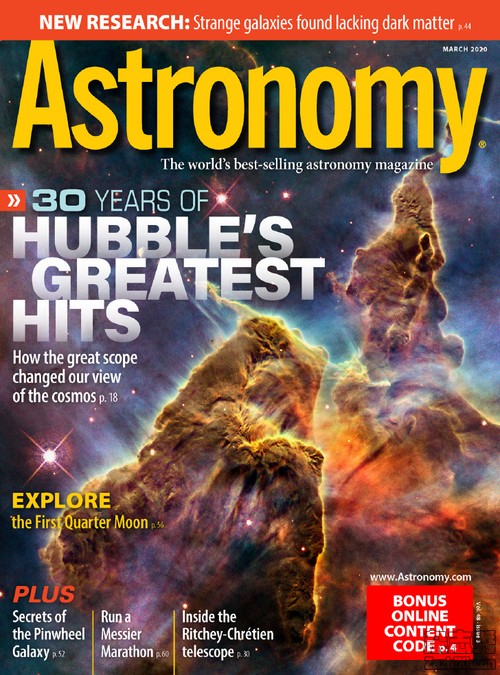 NEW RESEARCH: Strange galaxies found lacking dark matter p. 44
MARCH 2020
Astronomy®
The world's best-selling astronomy magazine
» 30 YEARS OF
HUBBLE'S
GREATEST
HITS
How the great scope
changed our view
of the cosmos p. 18
EXPLORE
the First Quarter Moon p. 56
www.Astronomy.com
PLUS
Secrets of
the Pinwheel
Galaxy p. 52
Run a
Messier
Marathon p. 60
Inside the
Ritchey-Chrétien
telescope p. 30
BONUS
ONLINE
CONTENT
CODE p. 4